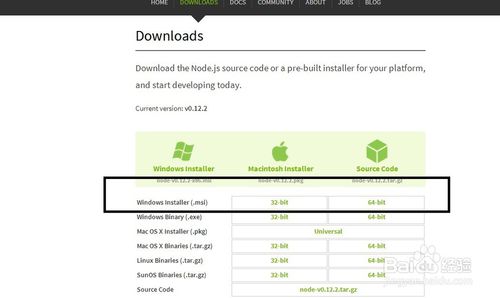 HOME DOWNLOADS DOCS COMMUNITY ABOUT JOBS BLOG
Downloads
Download the Node.js source code or a pre-built installer for your platform,
and start developing today.
Current version: v0.12.2
Windows Installer Macintosh Installer Source Code
node-v0.12.2-x86.msi node-v0.12.2.pkg node-v0.12.2.tar.gz
Windows Installer (.msi) 32-bit 64-bit
Windows Binary (.exe) 32-bit 64-bit
Mac OS X Installer (.pkg) Universal
Mac OS X Binaries (.tar.gz) 32-bit 64-bit
Linux Binaries (.tar.gz) 32-bit 64-bit
SunOS Binaries (.tar.gz) 32-bit 64-bit
Source Code node-v0.12.2.tar.gz
Baidu 经验